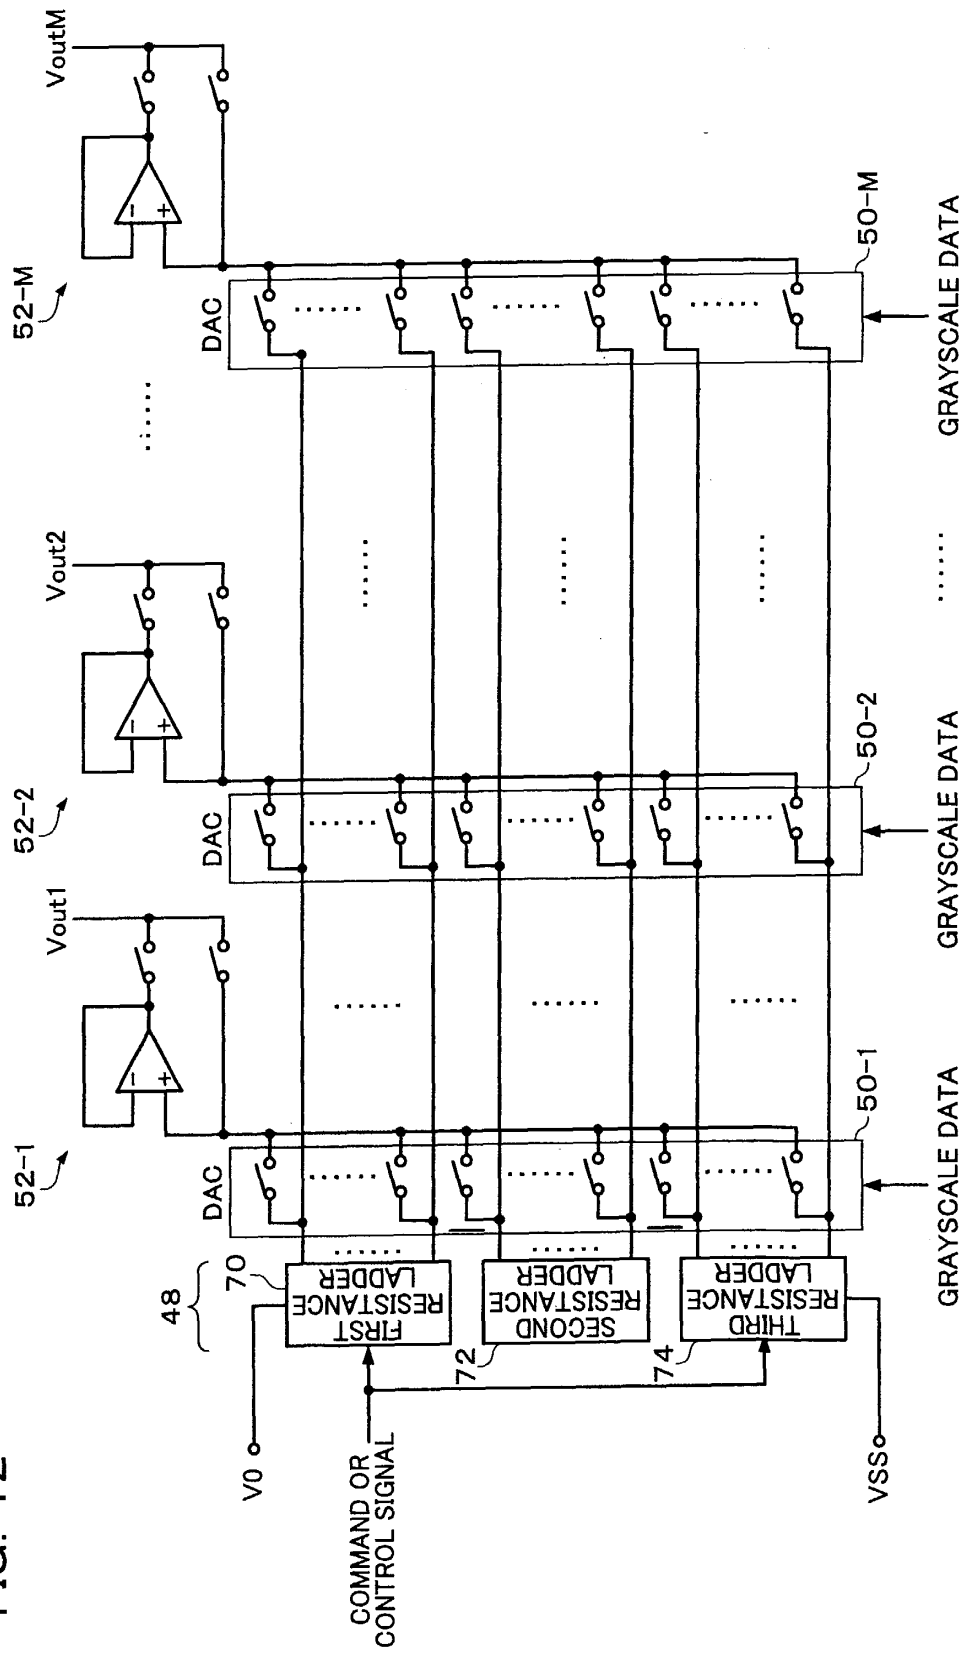 FIG. 12
52-1
52-2
52-M
Vout1
Vout2
......
VoutM
-
+
-
+
-
+
48
70
DAC
DAC
DAC
V0
FIRST
RESISTANCE
LADDER
......
......
......
......
......
......
COMMAND OR
CONTROL SIGNAL
72
SECOND
RESISTANCE
LADDER
......
......
......
......
......
......
74
THIRD
RESISTANCE
LADDER
......
......
......
......
......
......
VSS
50-1
50-2
50-M
GRAYSCALE DATA
GRAYSCALE DATA
......
GRAYSCALE DATA